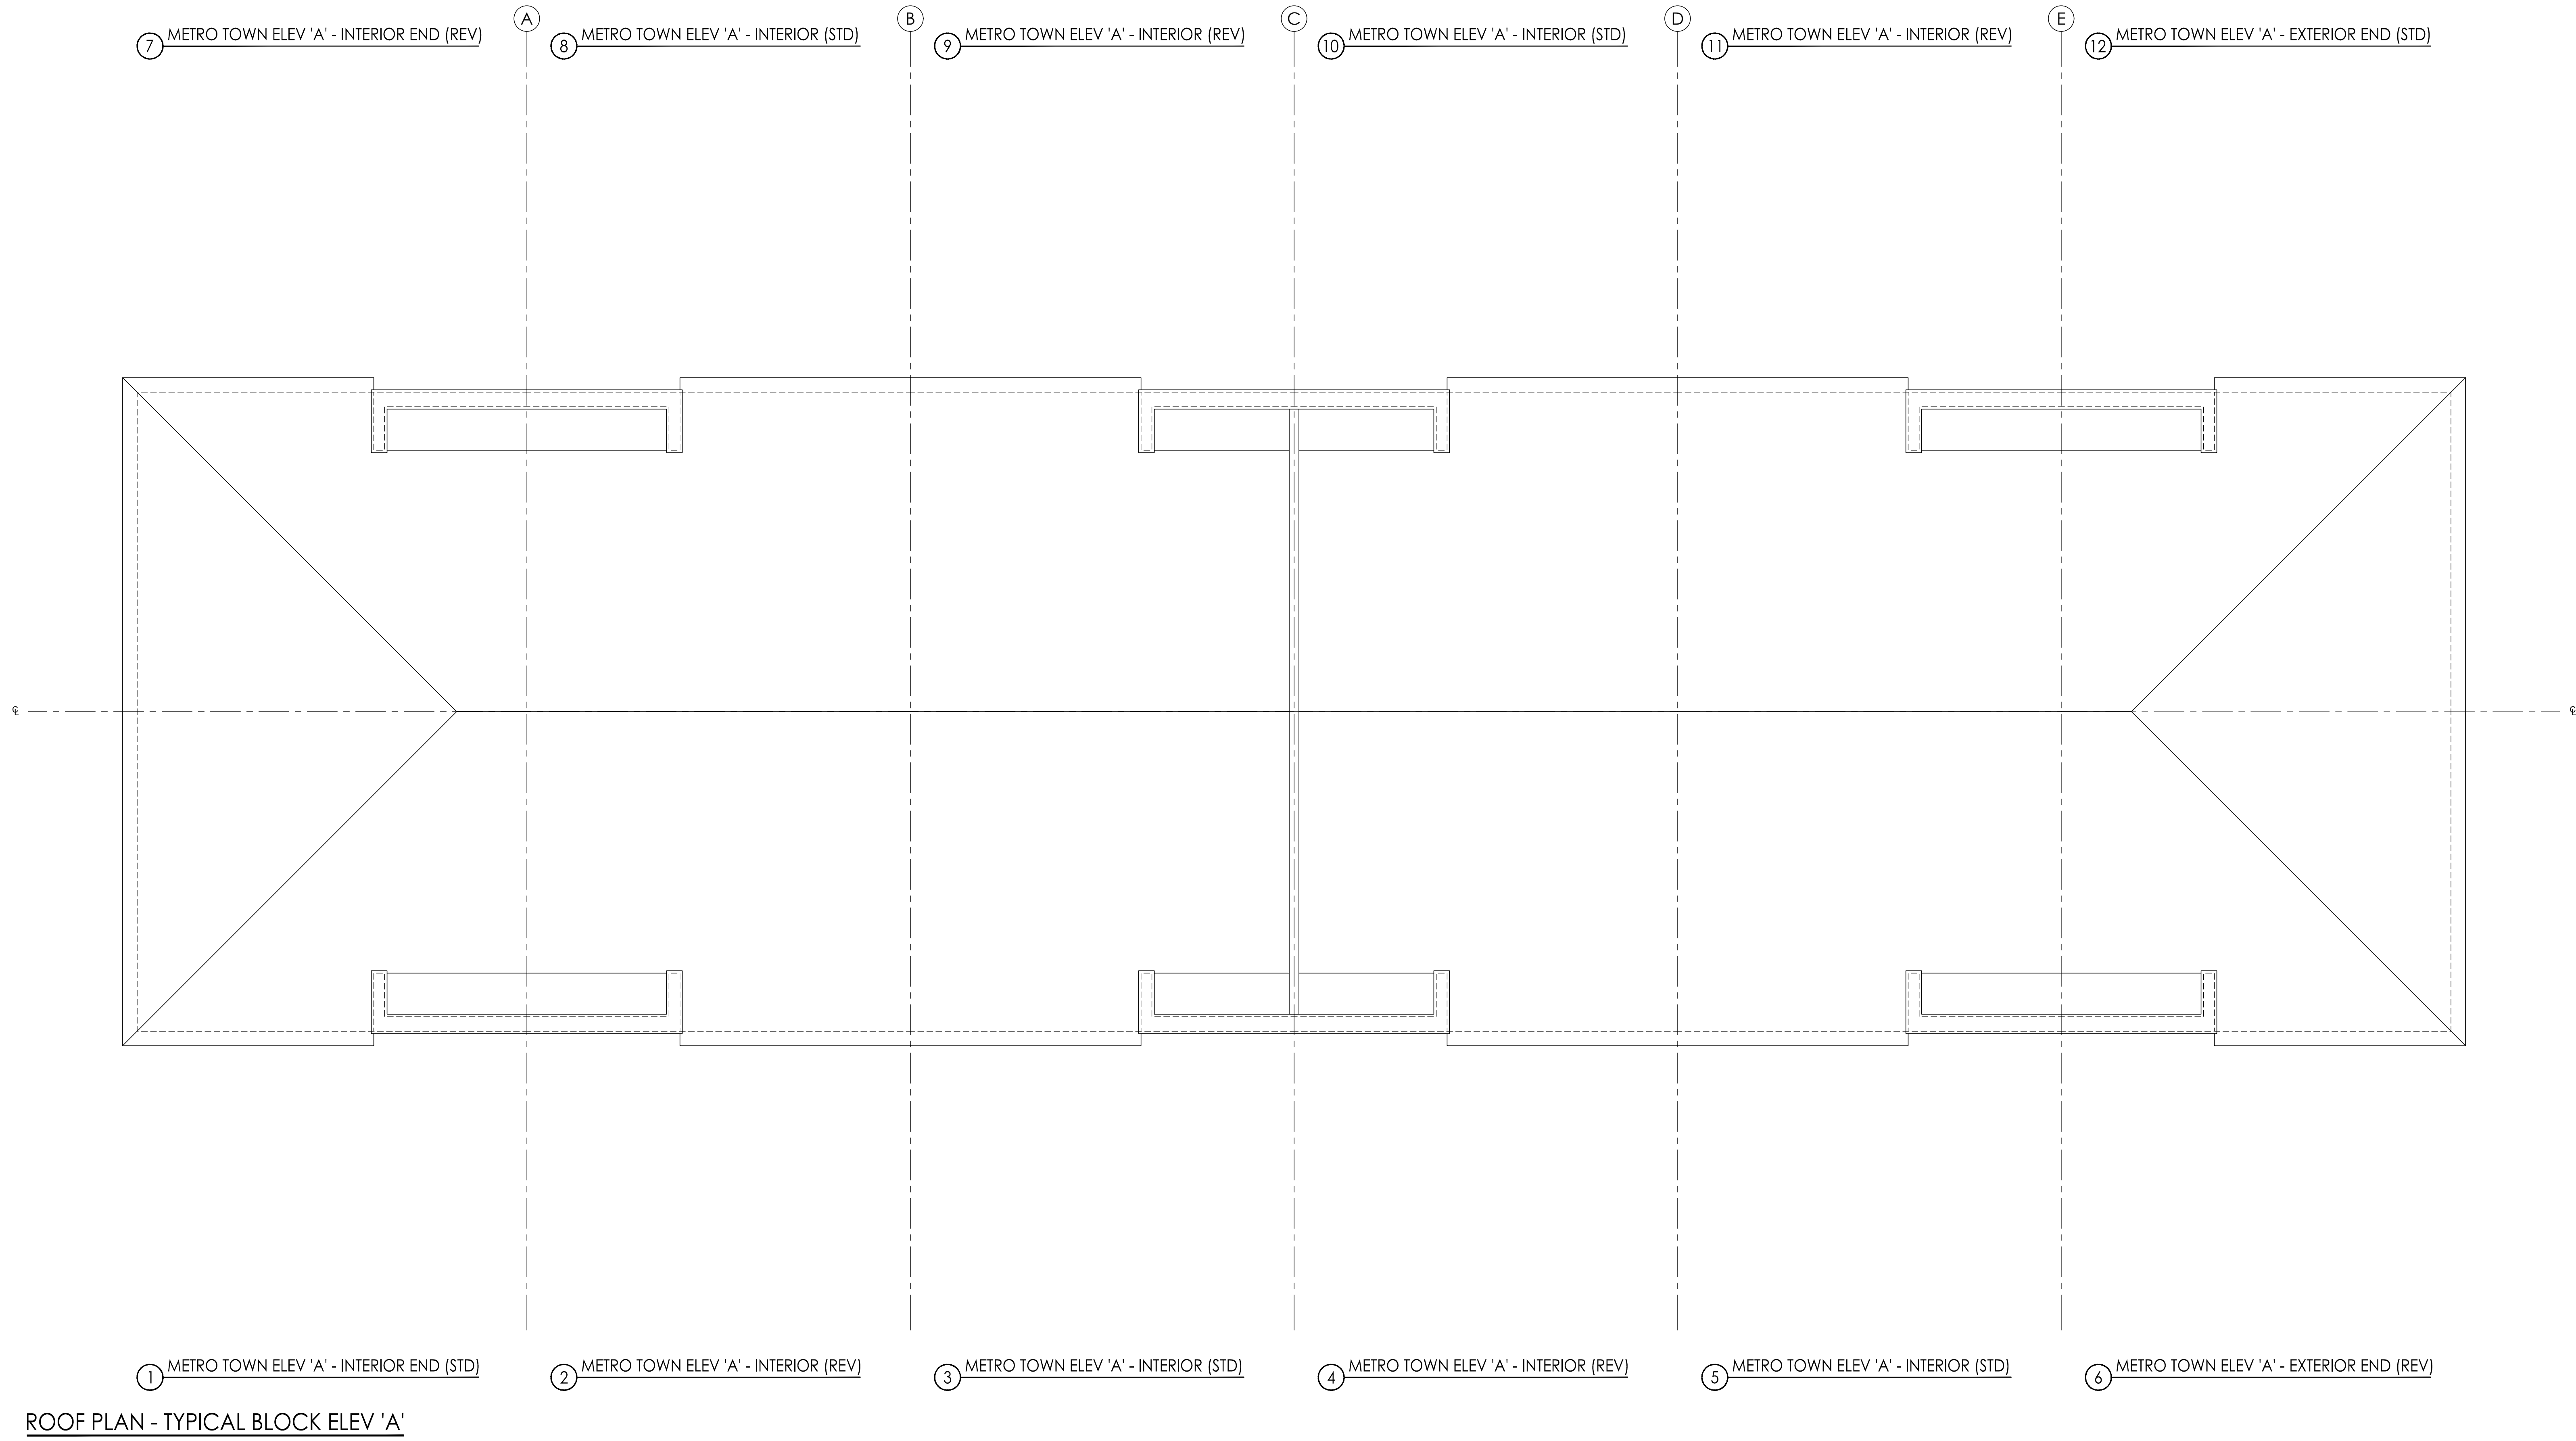 A B C D E
7 METRO TOWN ELEV 'A' - INTERIOR END (REV)
8 METRO TOWN ELEV 'A' - INTERIOR (STD)
9 METRO TOWN ELEV 'A' - INTERIOR (REV)
10 METRO TOWN ELEV 'A' - INTERIOR (STD)
11 METRO TOWN ELEV 'A' - INTERIOR (REV)
12 METRO TOWN ELEV 'A' - EXTERIOR END (STD)
℄ ℄
1 METRO TOWN ELEV 'A' - INTERIOR END (STD)
2 METRO TOWN ELEV 'A' - INTERIOR (REV)
3 METRO TOWN ELEV 'A' - INTERIOR (STD)
4 METRO TOWN ELEV 'A' - INTERIOR (REV)
5 METRO TOWN ELEV 'A' - INTERIOR (STD)
6 METRO TOWN ELEV 'A' - EXTERIOR END (REV)
ROOF PLAN - TYPICAL BLOCK ELEV 'A'